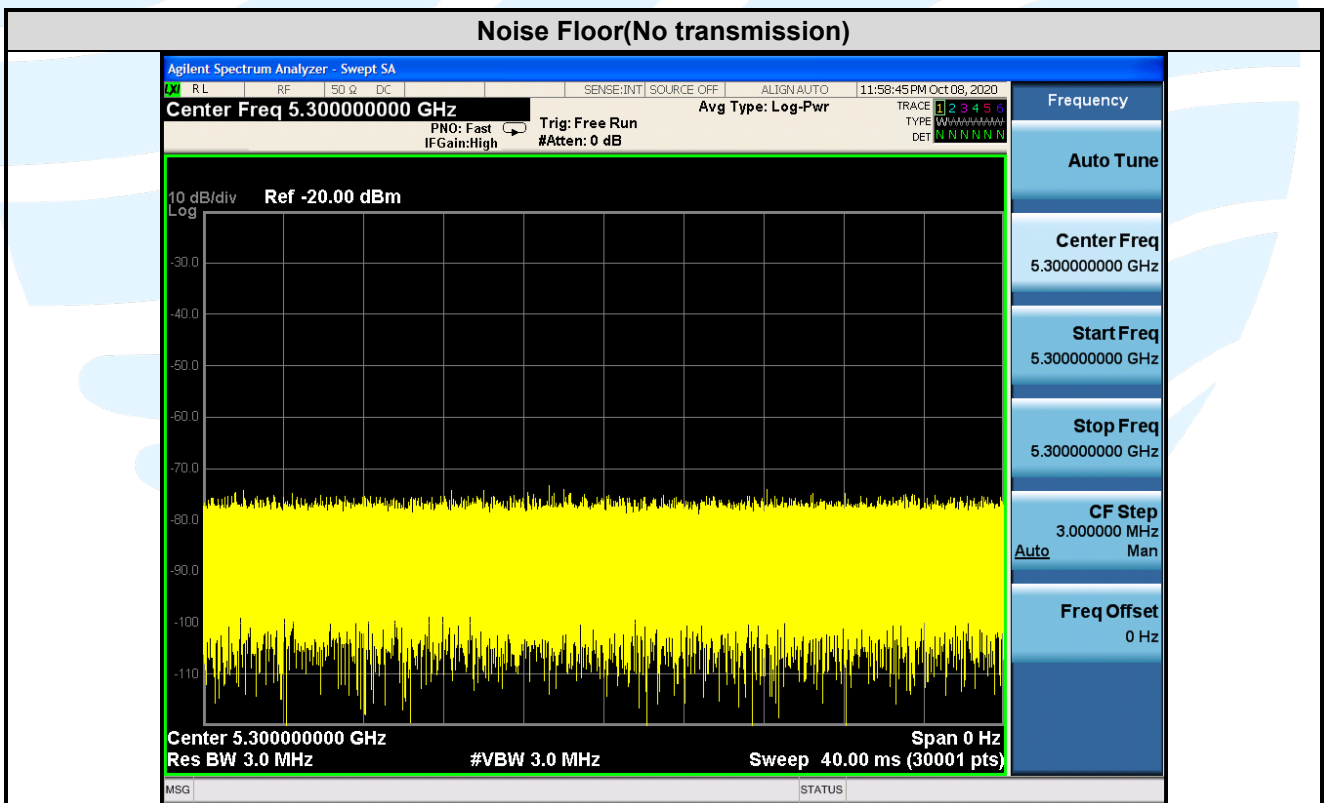 Noise Floor(No transmission)
Agilent Spectrum Analyzer - Swept SA
LXI RL RF 50 Ω DC SENSE:INT SOURCE OFF ALIGN AUTO 11:58:45 PM Oct 08, 2020
Center Freq 5.300000000 GHz
PNO: Fast
IFGain:High
Trig: Free Run
#Atten: 0 dB
Avg Type: Log-Pwr
TRACE 1 2 3 4 5 6
TYPE WWWWWW
DET N N N N N N
10 dB/div Ref -20.00 dBm
Log
-30.0
-40.0
-50.0
-60.0
-70.0
-80.0
-90.0
-100
-110
Center 5.300000000 GHz Span 0 Hz
Res BW 3.0 MHz #VBW 3.0 MHz Sweep 40.00 ms (30001 pts)
MSG STATUS
Frequency
Auto Tune
Center Freq
5.300000000 GHz
Start Freq
5.300000000 GHz
Stop Freq
5.300000000 GHz
CF Step
3.000000 MHz
Auto Man
Freq Offset
0 Hz